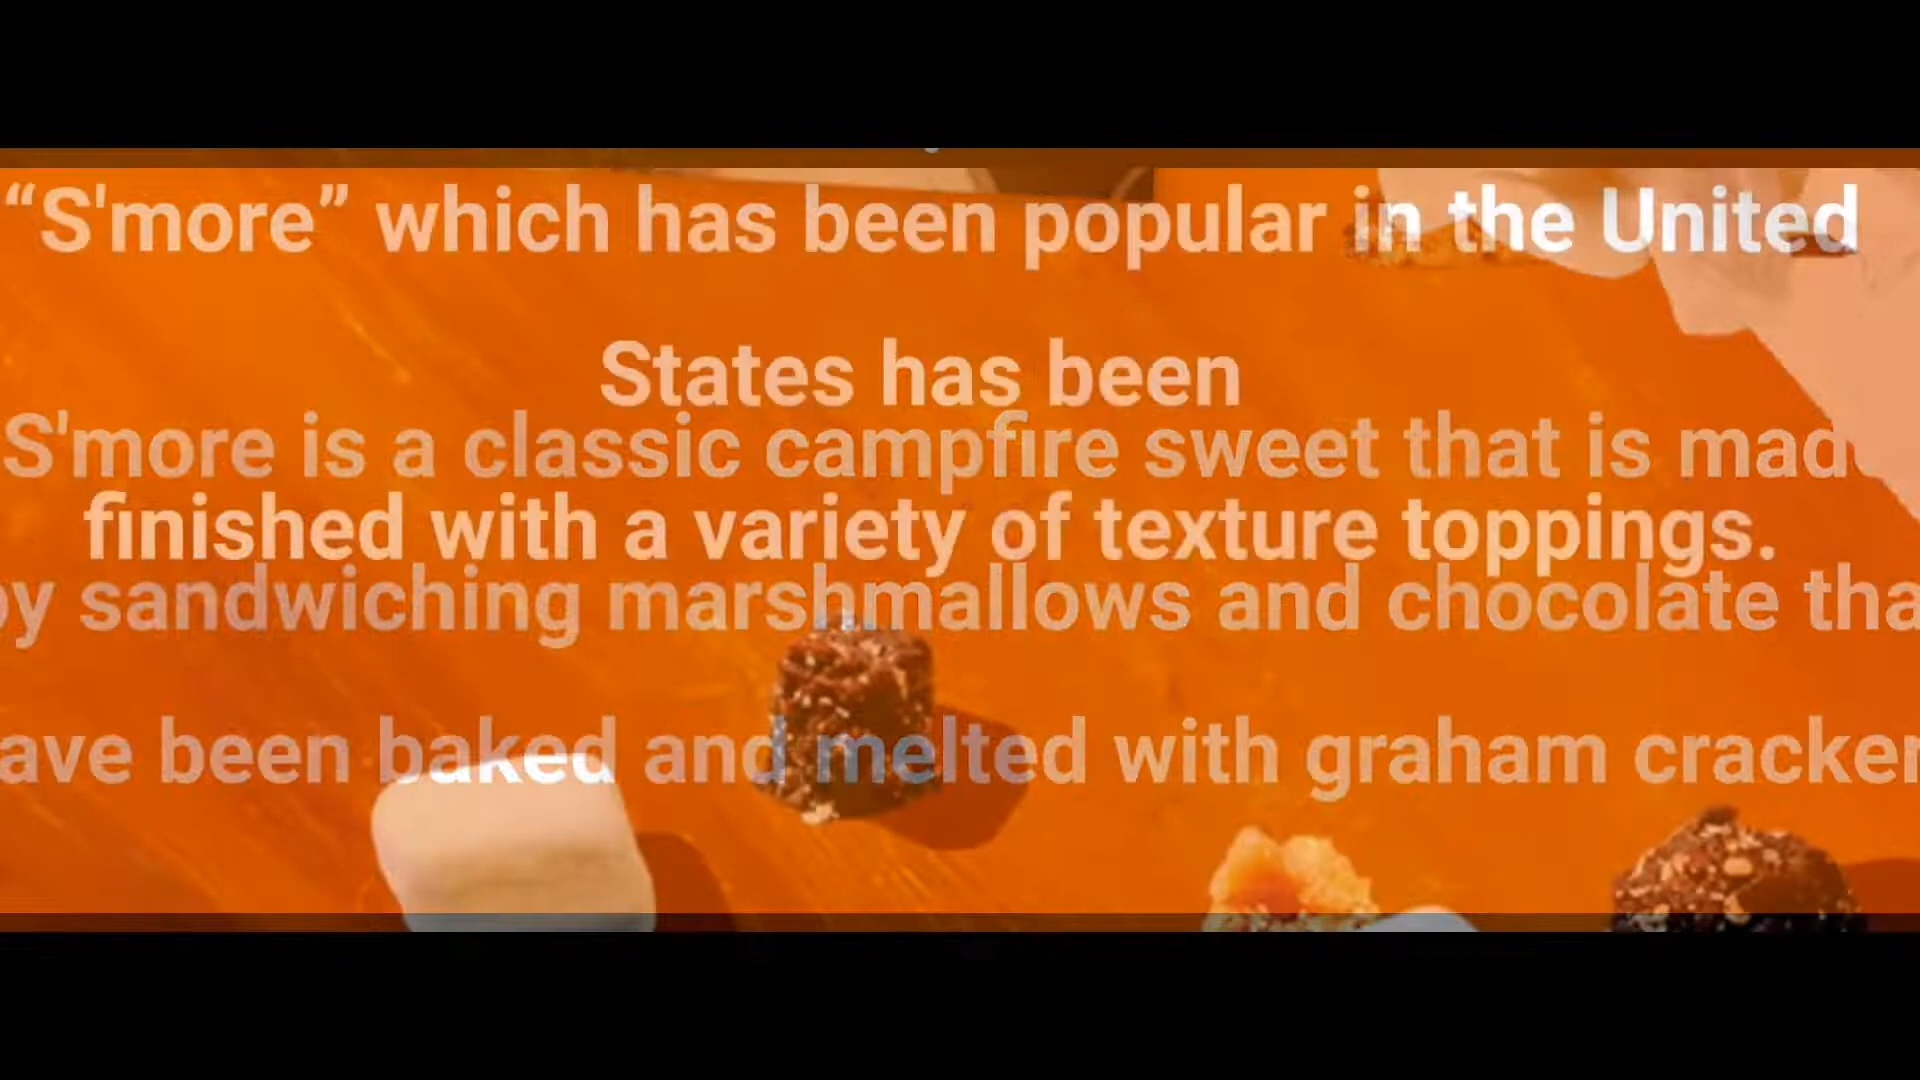 “S'more” which has been popular in the United
States has been
S'more is a classic campfire sweet that is mad
finished with a variety of texture toppings.
by sandwiching marshmallows and chocolate tha
ave been baked and melted with graham cracker